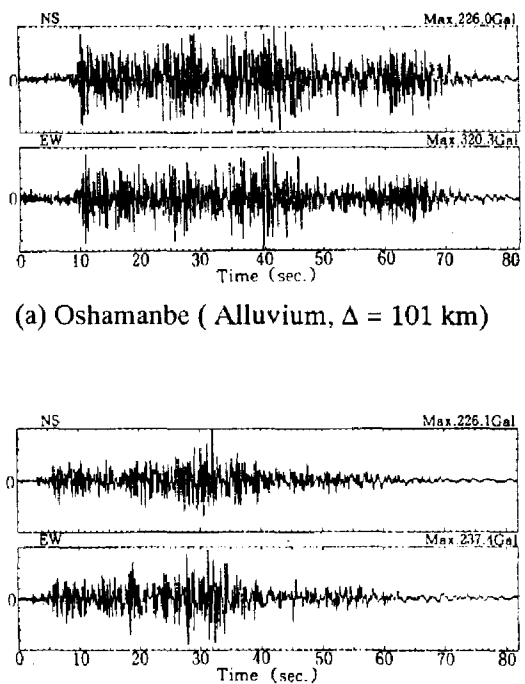 NS Max.226.0Gal
0
EW Max.320.3Gal
0
0 10 20 30 40 50 60 70 80
Time (sec.)
(a) Oshamanbe ( Alluvium, Δ = 101 km)
NS Max.226.1Gal
0
EW Max.237.4Gal
0
0 10 20 30 40 50 60 70 80
Time (sec.)